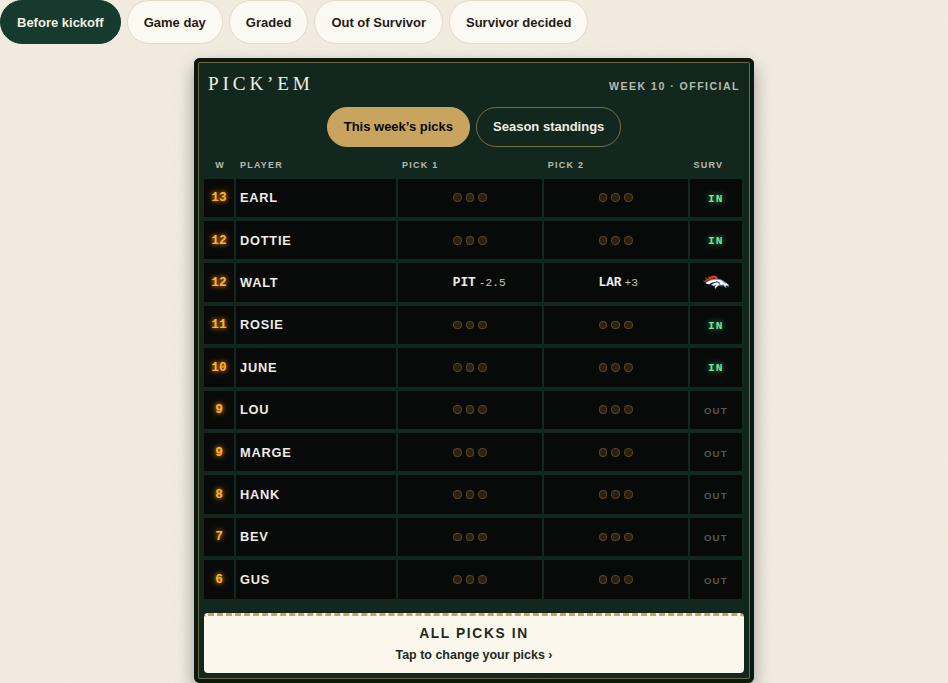 Before kickoff Game day Graded Out of Survivor Survivor decided
PICK’EM WEEK 10 · OFFICIAL
This week’s picks Season standings
W PLAYER PICK 1 PICK 2 SURV
13 EARL IN
12 DOTTIE IN
12 WALT PIT -2.5 LAR +3
11 ROSIE IN
10 JUNE IN
9 LOU OUT
9 MARGE OUT
8 HANK OUT
7 BEV OUT
6 GUS OUT
ALL PICKS IN
Tap to change your picks ›